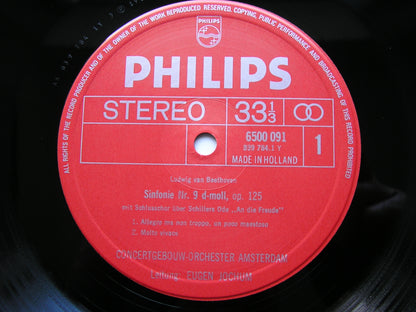 ALL RIGHTS OF THE RECORD PRODUCER AND OF THE OWNER OF THE WORK REPRODUCED RESERVED. COPYING, PUBLIC PERFORMANCE AND BROADCASTING OF THIS RECORD PROHIBITED
PHILIPS
PHILIPS
STEREO 33⅓
6500 091
839 784.1 Y
MADE IN HOLLAND
1
Ludwig van Beethoven
Sinfonie Nr. 9 d-moll, op. 125
mit Schlusschor über Schillers Ode „An die Freude"
1. Allegro ma non troppo, un poco maestoso
2. Molto vivace
CONCERTGEBOUW-ORCHESTER AMSTERDAM
Leitung: EUGEN JOCHUM